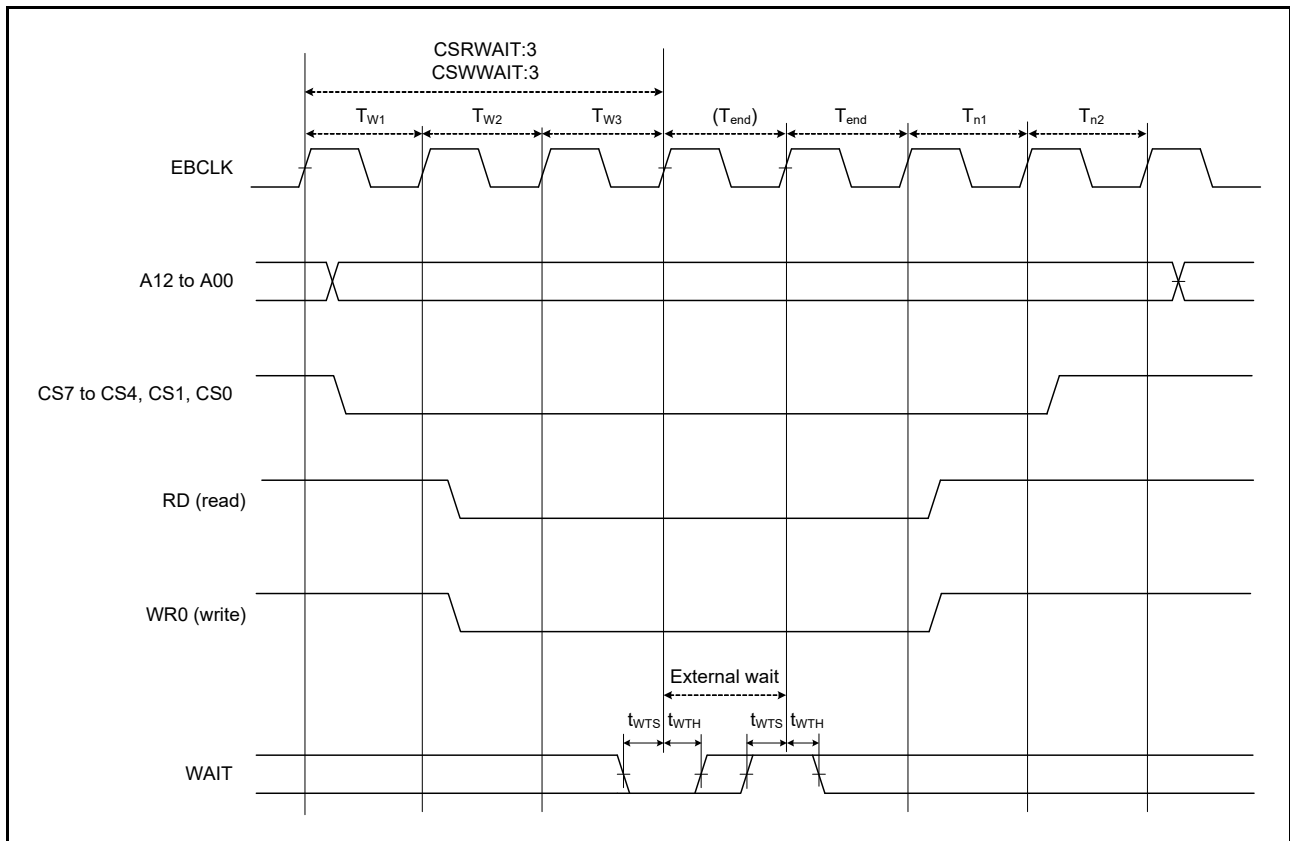 CSRWAIT:3
CSWWAIT:3
TW1 TW2 TW3 (Tend) Tend Tn1 Tn2
EBCLK
A12 to A00
CS7 to CS4, CS1, CS0
RD (read)
WR0 (write)
External wait
tWTS tWTH tWTS tWTH
WAIT